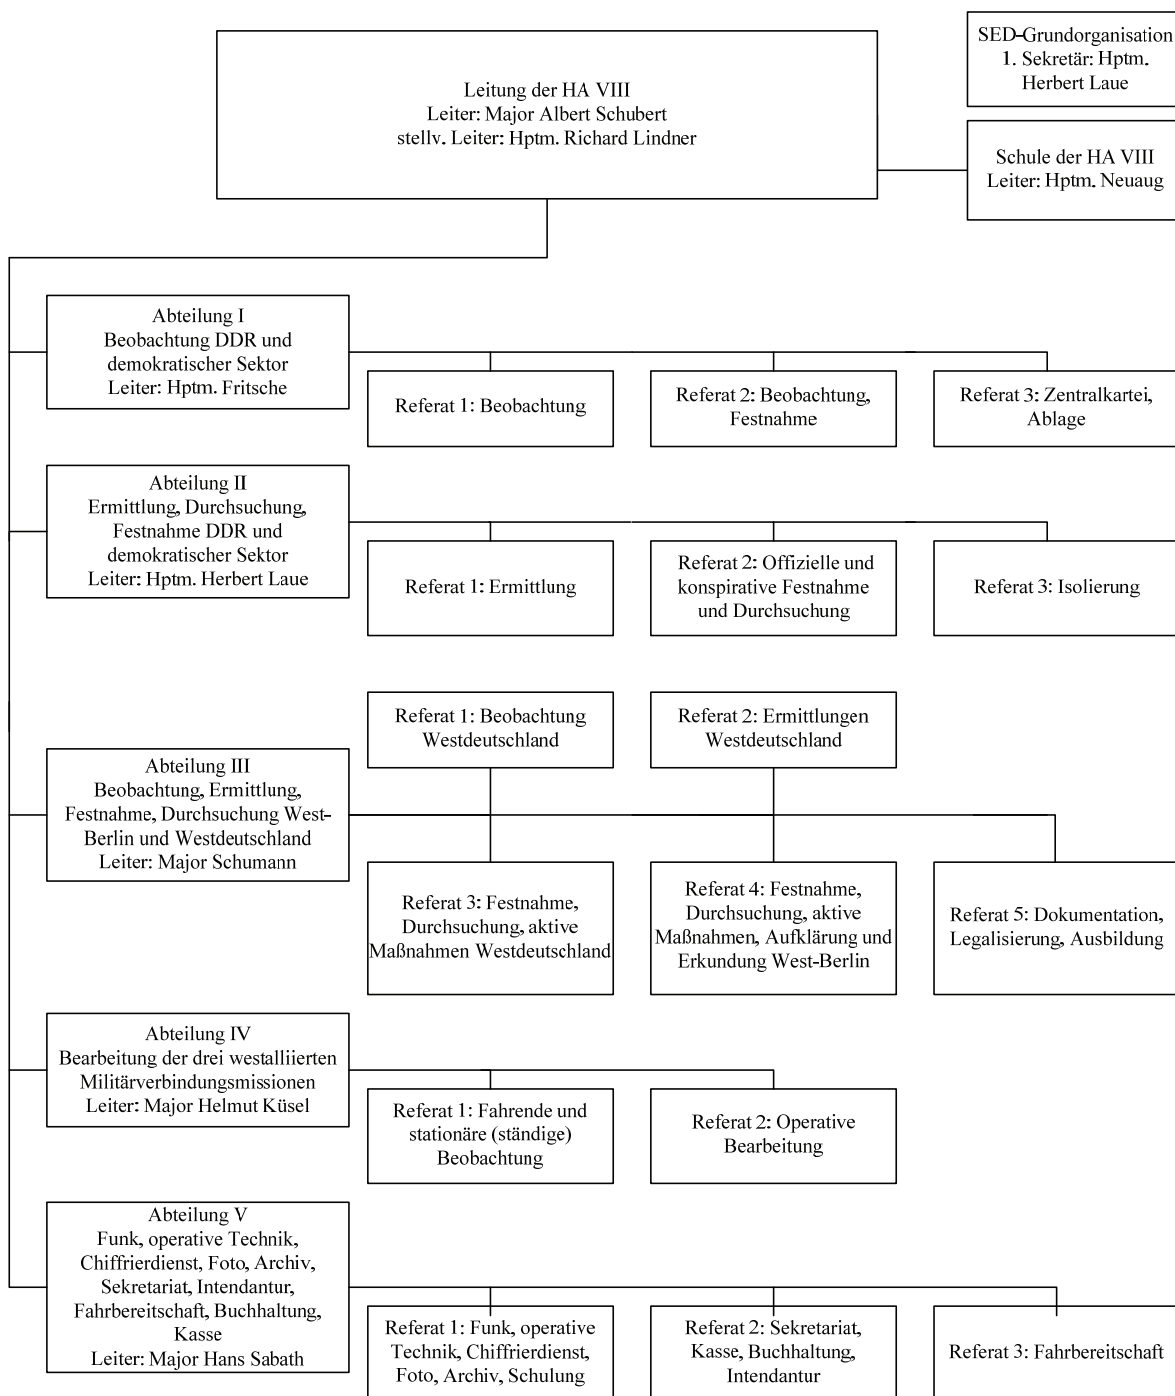 SED-Grundorganisation
1. Sekretär: Hptm.
Herbert Laue
Leitung der HA VIII
Leiter: Major Albert Schubert
stellv. Leiter: Hptm. Richard Lindner
Schule der HA VIII
Leiter: Hptm. Neuaug
Abteilung I
Beobachtung DDR und
demokratischer Sektor
Leiter: Hptm. Fritsche
Referat 1: Beobachtung
Referat 2: Beobachtung,
Festnahme
Referat 3: Zentralkartei,
Ablage
Abteilung II
Ermittlung, Durchsuchung,
Festnahme DDR und
demokratischer Sektor
Leiter: Hptm. Herbert Laue
Referat 1: Ermittlung
Referat 2: Offizielle und
konspirative Festnahme
und Durchsuchung
Referat 3: Isolierung
Referat 1: Beobachtung
Westdeutschland
Referat 2: Ermittlungen
Westdeutschland
Abteilung III
Beobachtung, Ermittlung,
Festnahme, Durchsuchung West-
Berlin und Westdeutschland
Leiter: Major Schumann
Referat 3: Festnahme,
Durchsuchung, aktive
Maßnahmen Westdeutschland
Referat 4: Festnahme,
Durchsuchung, aktive
Maßnahmen, Aufklärung und
Erkundung West-Berlin
Referat 5: Dokumentation,
Legalisierung, Ausbildung
Abteilung IV
Bearbeitung der drei westalliierten
Militärverbindungsmissionen
Leiter: Major Helmut Küsel
Referat 1: Fahrende und
stationäre (ständige)
Beobachtung
Referat 2: Operative
Bearbeitung
Abteilung V
Funk, operative Technik,
Chiffrierdienst, Foto, Archiv,
Sekretariat, Intendantur,
Fahrbereitschaft, Buchhaltung,
Kasse
Leiter: Major Hans Sabath
Referat 1: Funk, operative
Technik, Chiffrierdienst,
Foto, Archiv, Schulung
Referat 2: Sekretariat,
Kasse, Buchhaltung,
Intendantur
Referat 3: Fahrbereitschaft